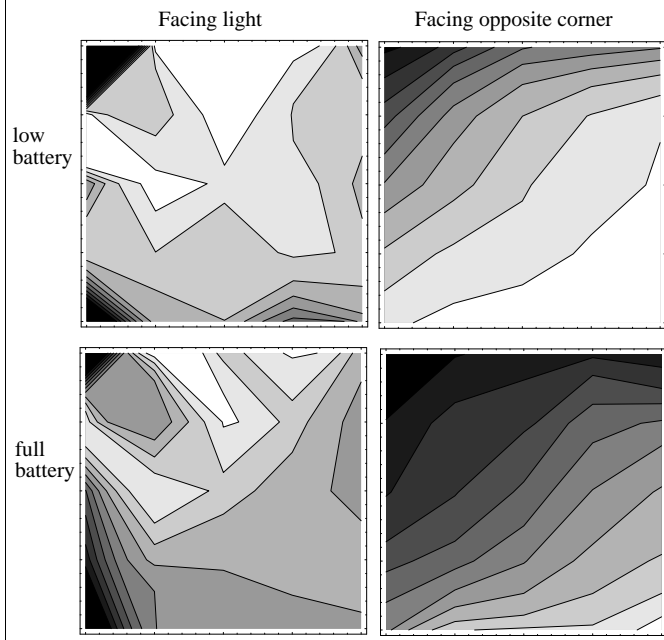 Facing light
Facing opposite corner
low
battery
full
battery